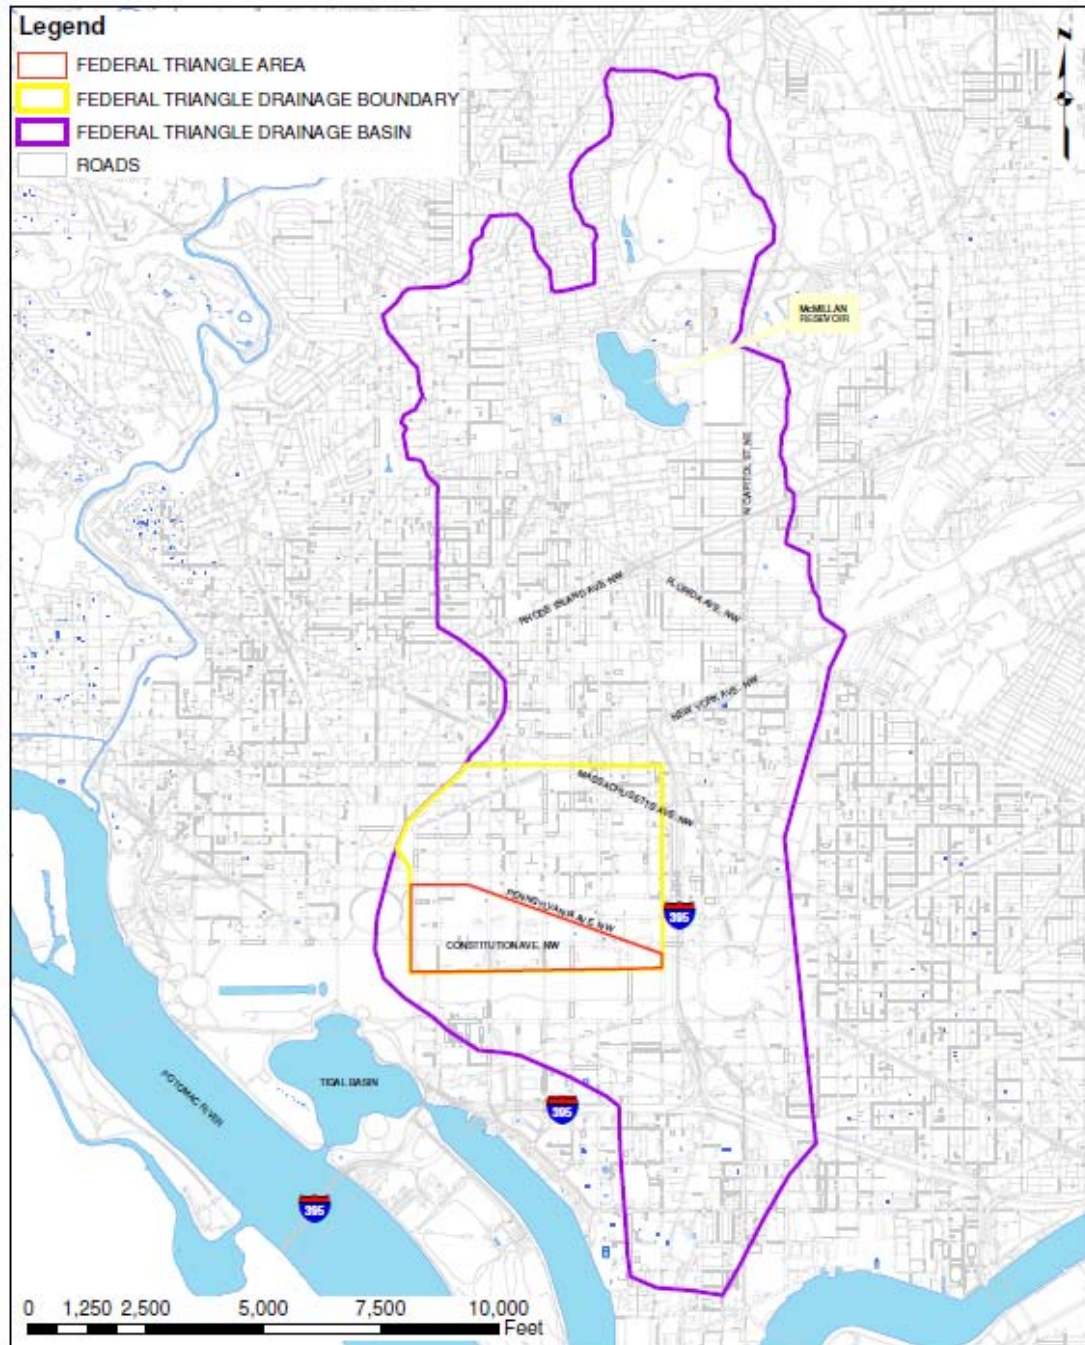 Legend
FEDERAL TRIANGLE AREA
FEDERAL TRIANGLE DRAINAGE BOUNDARY
FEDERAL TRIANGLE DRAINAGE BASIN
ROADS
N
McMILLAN
RESEVOIR
N CAPITOL ST, NE
RHODE ISLAND AVE. NW
FLORIDA AVE. NW
NEW YORK AVE. NW
MASSACHUSETTS AVE. NW
PENNSYLVANIA AVE. NW
395
CONSTITUTION AVE. NW
TIDAL BASIN
POTOMAC RIVER
395
395
0 1,250 2,500 5,000 7,500 10,000
Feet